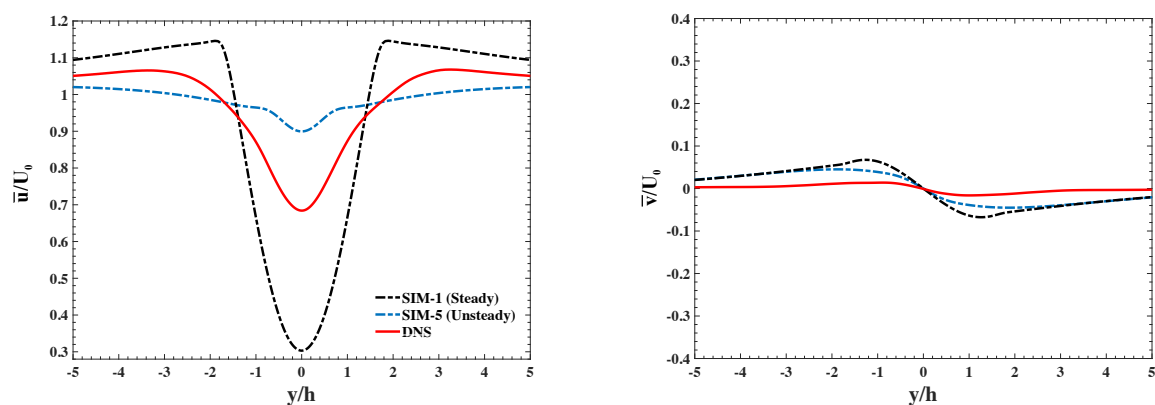 1.2
1.1
1
0.9
0.8
0.7
0.6
0.5
0.4
0.3
u̅/U₀
-5 -4 -3 -2 -1 0 1 2 3 4 5
y/h
SIM-1 (Steady)
SIM-5 (Unsteady)
DNS
0.4
0.3
0.2
0.1
0
-0.1
-0.2
-0.3
-0.4
v̅/U₀
-5 -4 -3 -2 -1 0 1 2 3 4 5
y/h